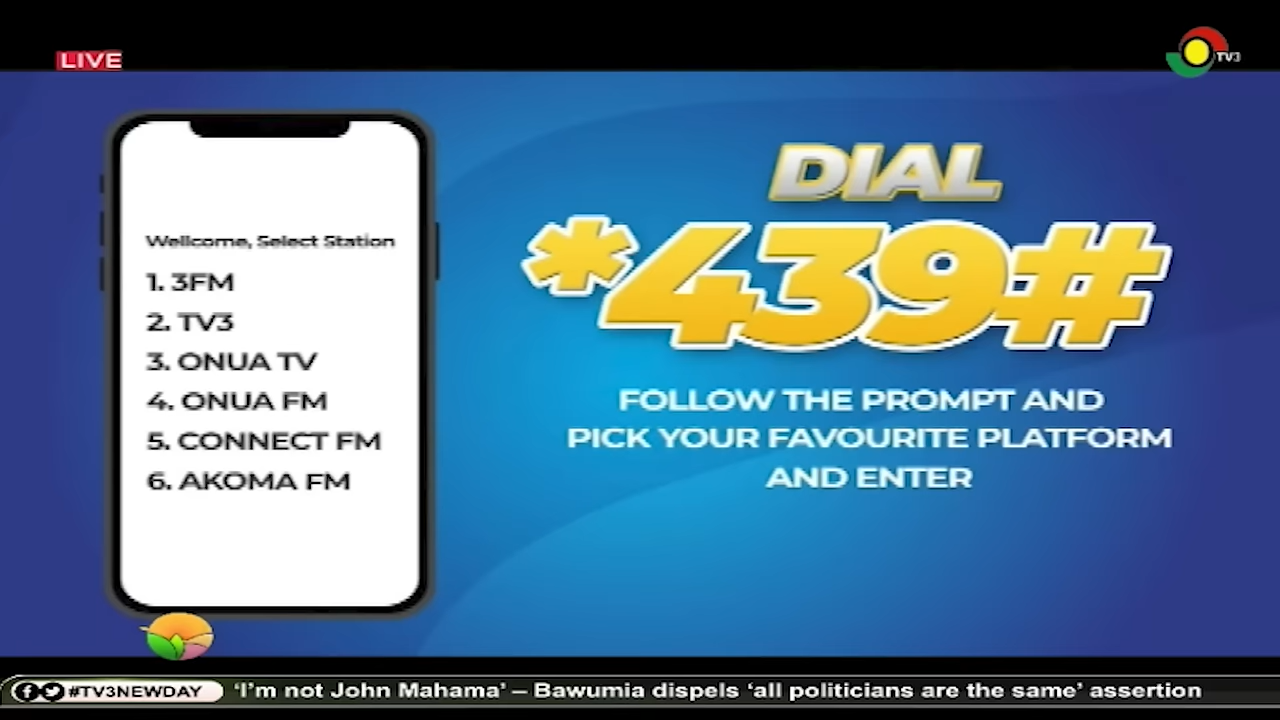 LIVE
TV3
Wellcome, Select Station
1. 3FM
2. TV3
3. ONUA TV
4. ONUA FM
5. CONNECT FM
6. AKOMA FM
DIAL
*439#
FOLLOW THE PROMPT AND
PICK YOUR FAVOURITE PLATFORM
AND ENTER
#TV3NEWDAY 'I'm not John Mahama' – Bawumia dispels 'all politicians are the same' assertion